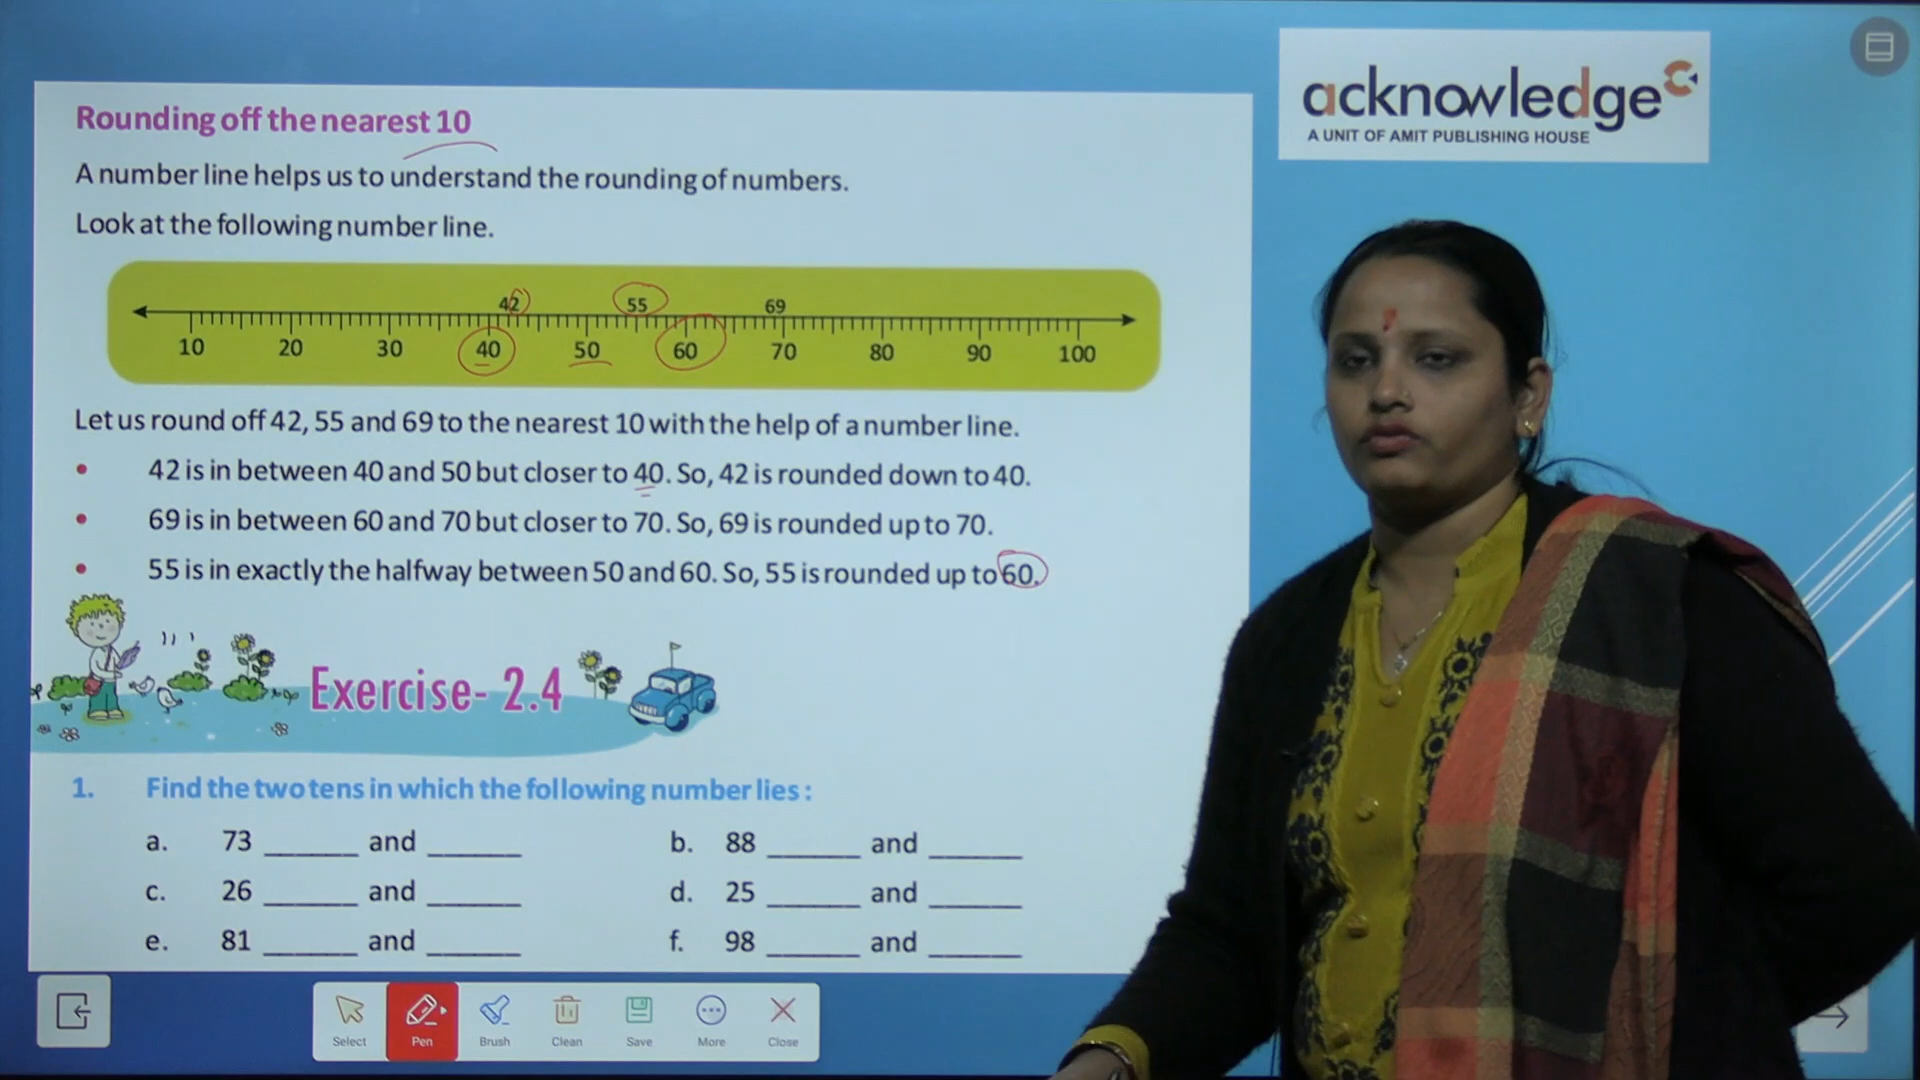 acknowledge
A UNIT OF AMIT PUBLISHING HOUSE
Rounding off the nearest 10
A number line helps us to understand the rounding of numbers.
Look at the following number line.
42 55 69
10 20 30 40 50 60 70 80 90 100
Let us round off 42, 55 and 69 to the nearest 10 with the help of a number line.
• 42 is in between 40 and 50 but closer to 40. So, 42 is rounded down to 40.
• 69 is in between 60 and 70 but closer to 70. So, 69 is rounded up to 70.
• 55 is in exactly the halfway between 50 and 60. So, 55 is rounded up to 60.
Exercise- 2.4
1. Find the two tens in which the following number lies :
a. 73 ______ and ______ b. 88 ______ and ______
c. 26 ______ and ______ d. 25 ______ and ______
e. 81 ______ and ______ f. 98 ______ and ______
Select Pen Brush Clean Save More Close